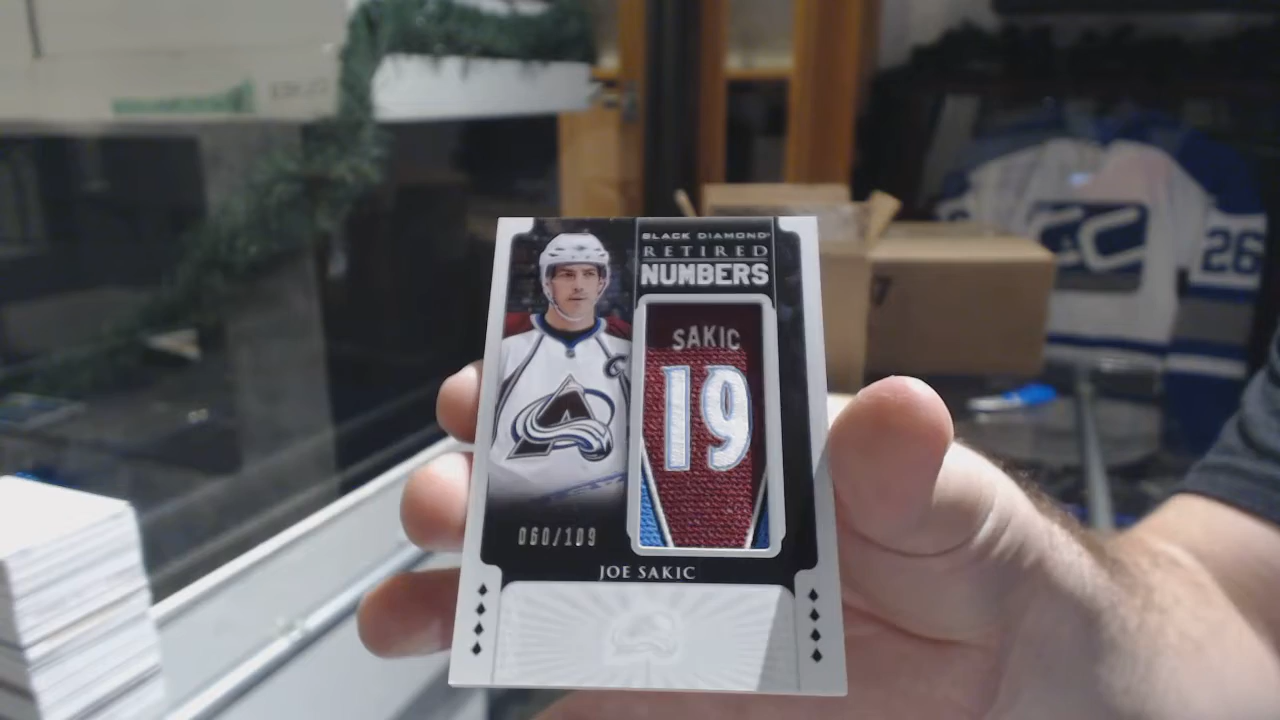 BLACK DIAMOND
RETIRED
NUMBERS
SAKIC
19
060/109
JOE SAKIC
26